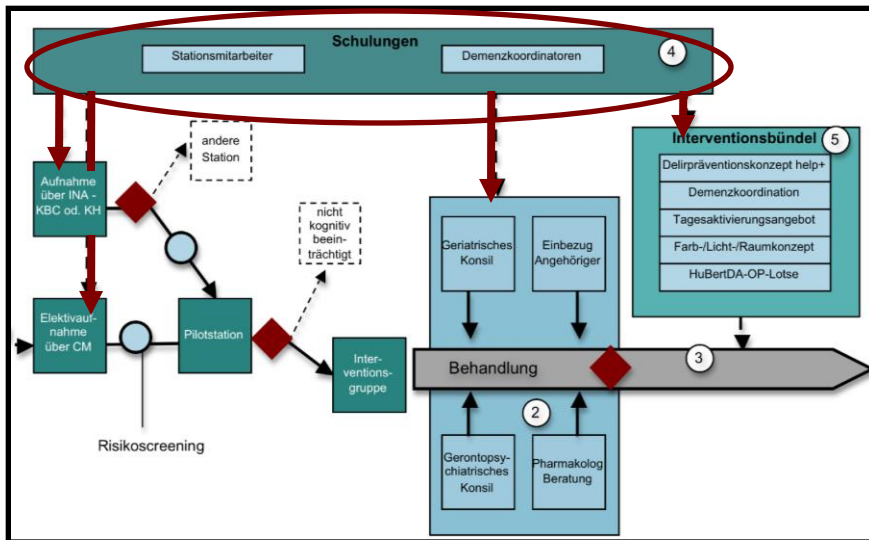 Schulungen
4
Stationsmitarbeiter
Demenzkoordinatoren
andere
Station
Interventionsbündel
5
Delirpräventionskonzept help+
Demenzkoordination
Tagesaktivierungsangebot
Farb-/Licht-/Raumkonzept
HuBertDA-OP-Lotse
Aufnahme
über INA -
KBC od. KH
nicht
kognitiv
beein-
trächtigt
Geriatrisches
Konsil
Einbezug
Angehöriger
Elektivauf-
nahme
über CM
Pilotstation
Inter-
ventions-
gruppe
Behandlung
3
2
Risikoscreening
Gerontopsy-
chiatrisches
Konsil
Pharmakolog
Beratung